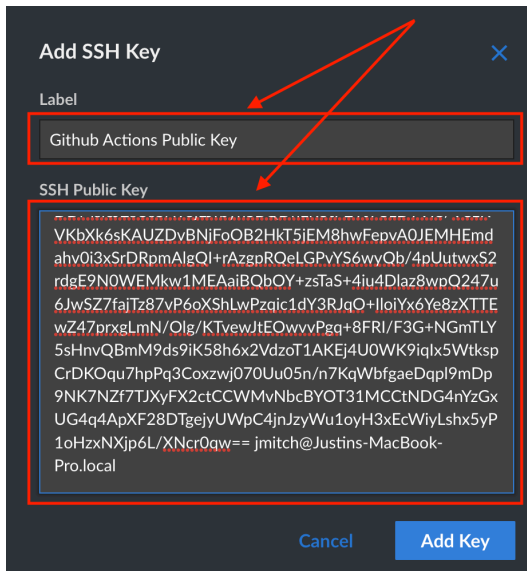 Add SSH Key
Label
Github Actions Public Key
SSH Public Key
VKbXk6sKAUZDvBNjFoOB2HkT5jEM8hwFepvA0JEMHEmd
ahv0i3xSrDRpmAlgQI+rAzgpRQeLGPvYS6wyQb/4pUutwxS2
rdgE9N0WEMkw1MEAaiBQbOY+zsTaS+4iu4Dlaz8wpQ247u
6JwSZ7fajTz87vP6oXShLwPzqic1dY3RJqO+lloiYx6Ye8zXTTE
wZ47prxgLmN/Olg/KTvewJtEOwvvPgq+8FRI/F3G+NGmTLY
5sHnvQBmM9ds9iK58h6x2VdzoT1AKEj4U0WK9iqIx5Wtksp
CrDKOqu7hpPq3Coxzwj070Uu05n/n7KqWbfgaeDqpl9mDp
9NK7NZf7TJXyFX2ctCCWMvNbcBYOT31MCCtNDG4nYzGx
UG4q4ApXF28DTgejyUWpC4jnJzyWu1oyH3xEcWiyLshx5yP
1oHzxNXjp6L/XNcr0qw== jmitch@Justins-MacBook-
Pro.local
Cancel
Add Key